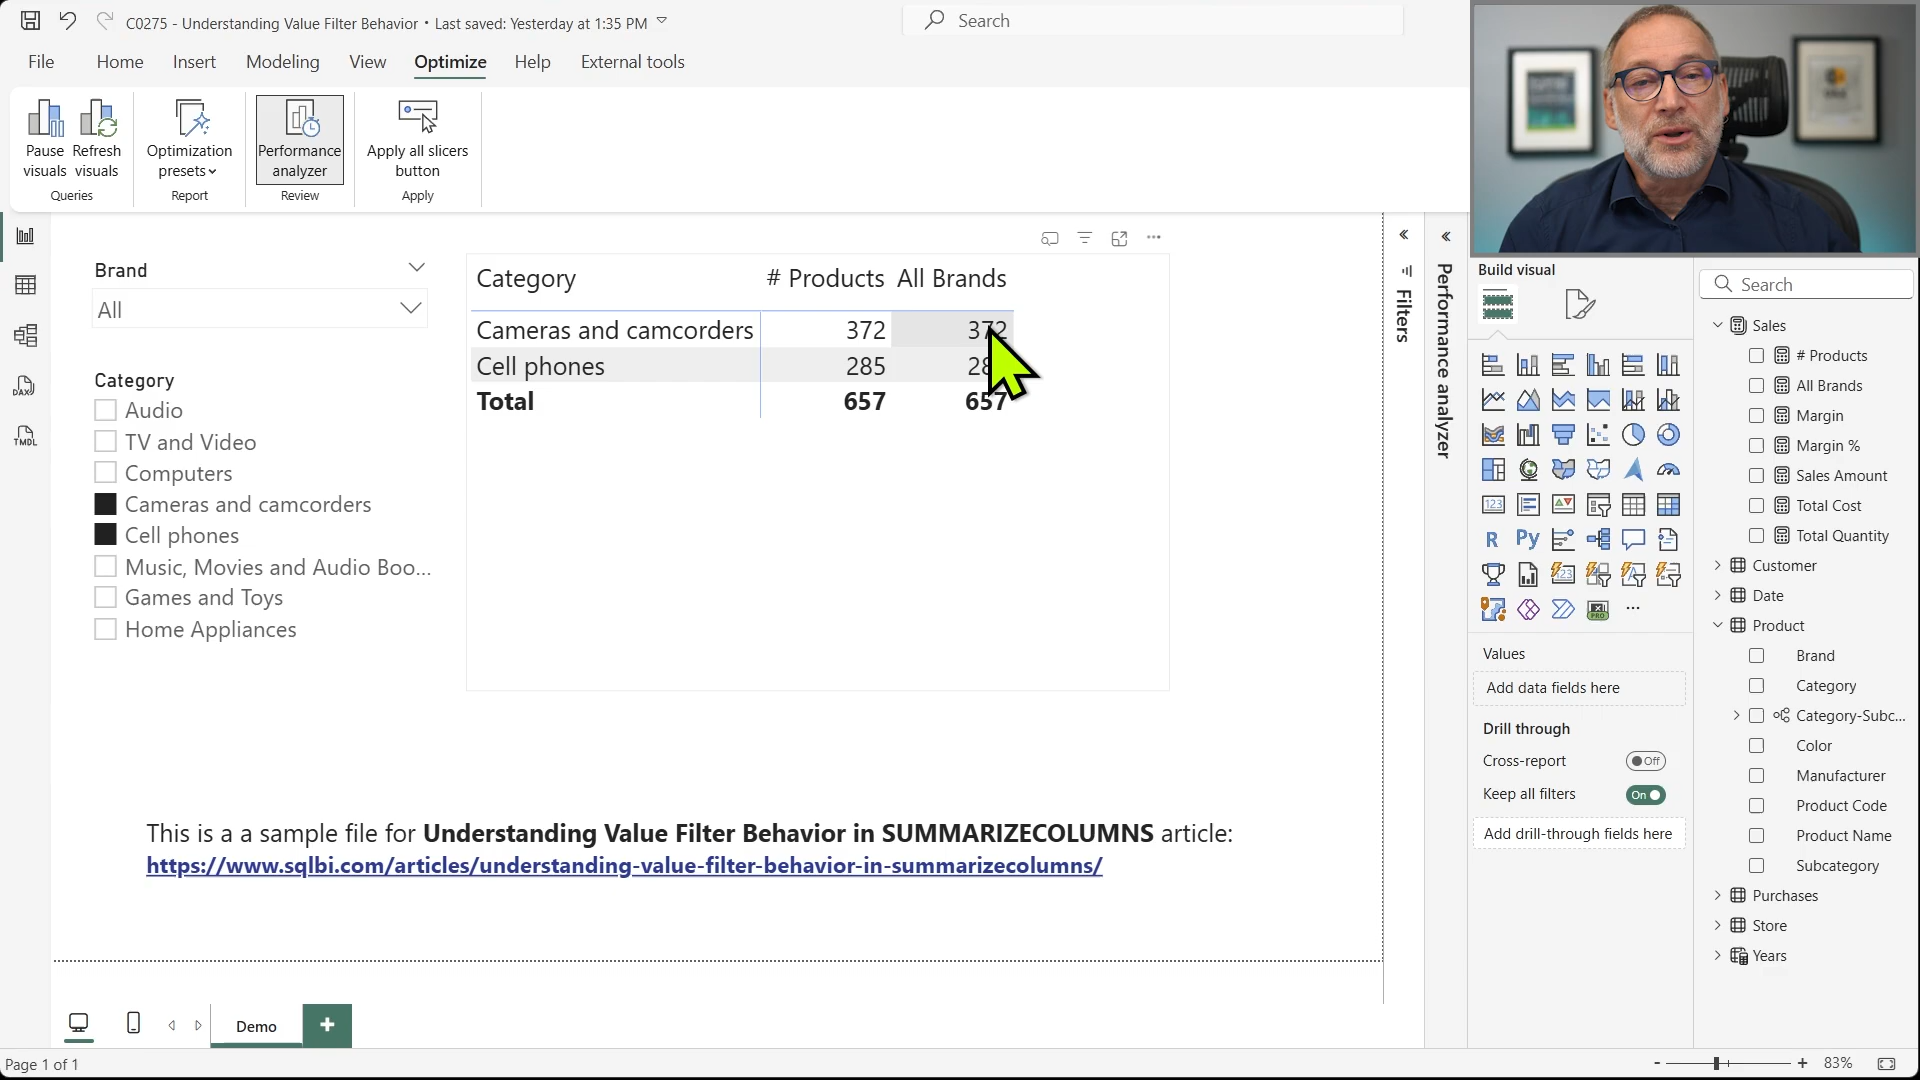 C0275 - Understanding Value Filter Behavior • Last saved: Yesterday at 1:35 PM
Search
File Home Insert Modeling View Optimize Help External tools
Pause visuals
Refresh visuals
Queries
Optimization presets
Report
Performance analyzer
Review
Apply all slicers button
Apply
DAX
TMDL
Brand
All
Category
Audio
TV and Video
Computers
Cameras and camcorders
Cell phones
Music, Movies and Audio Boo...
Games and Toys
Home Appliances
Category # Products All Brands
Cameras and camcorders 372 372
Cell phones 285
Total 657 657
This is a a sample file for Understanding Value Filter Behavior in SUMMARIZECOLUMNS article:
https://www.sqlbi.com/articles/understanding-value-filter-behavior-in-summarizecolumns/
Filters
Performance analyzer
Build visual
123
R Py
123
PRO
Values
Add data fields here
Drill through
Cross-report Off
Keep all filters On
Add drill-through fields here
Search
Sales
# Products
All Brands
Margin
Margin %
Sales Amount
Total Cost
Total Quantity
Customer
Date
Product
Brand
Category
Category-Subc...
Color
Manufacturer
Product Code
Product Name
Subcategory
Purchases
Store
Years
Demo
Page 1 of 1
83%